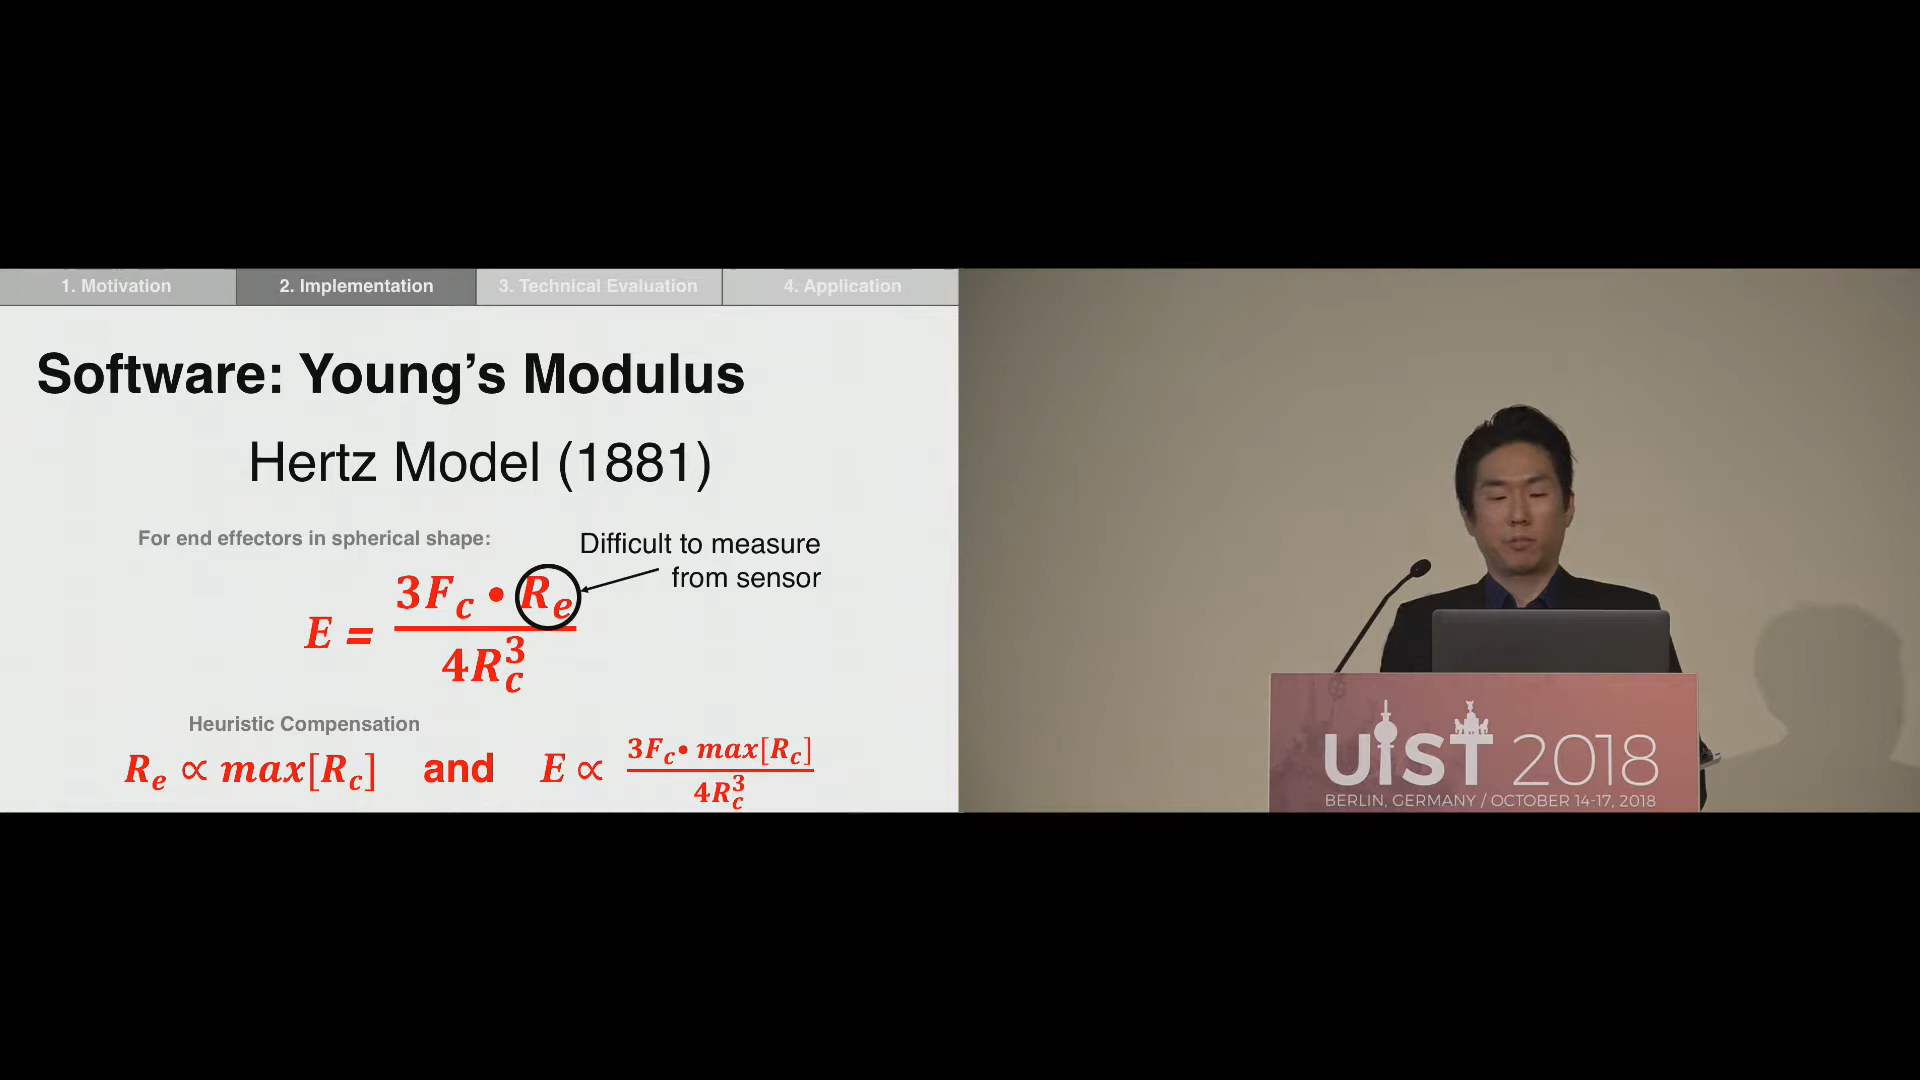 1. Motivation
2. Implementation
3. Technical Evaluation
4. Application
Software: Young’s Modulus
Hertz Model (1881)
For end effectors in spherical shape:
Difficult to measure
from sensor
E = 3F_c • R_e / 4R_c^3
Heuristic Compensation
R_e ∝ max[R_c] and E ∝ 3F_c • max[R_c] / 4R_c^3
UIST 2018
BERLIN, GERMANY / OCTOBER 14-17, 2018